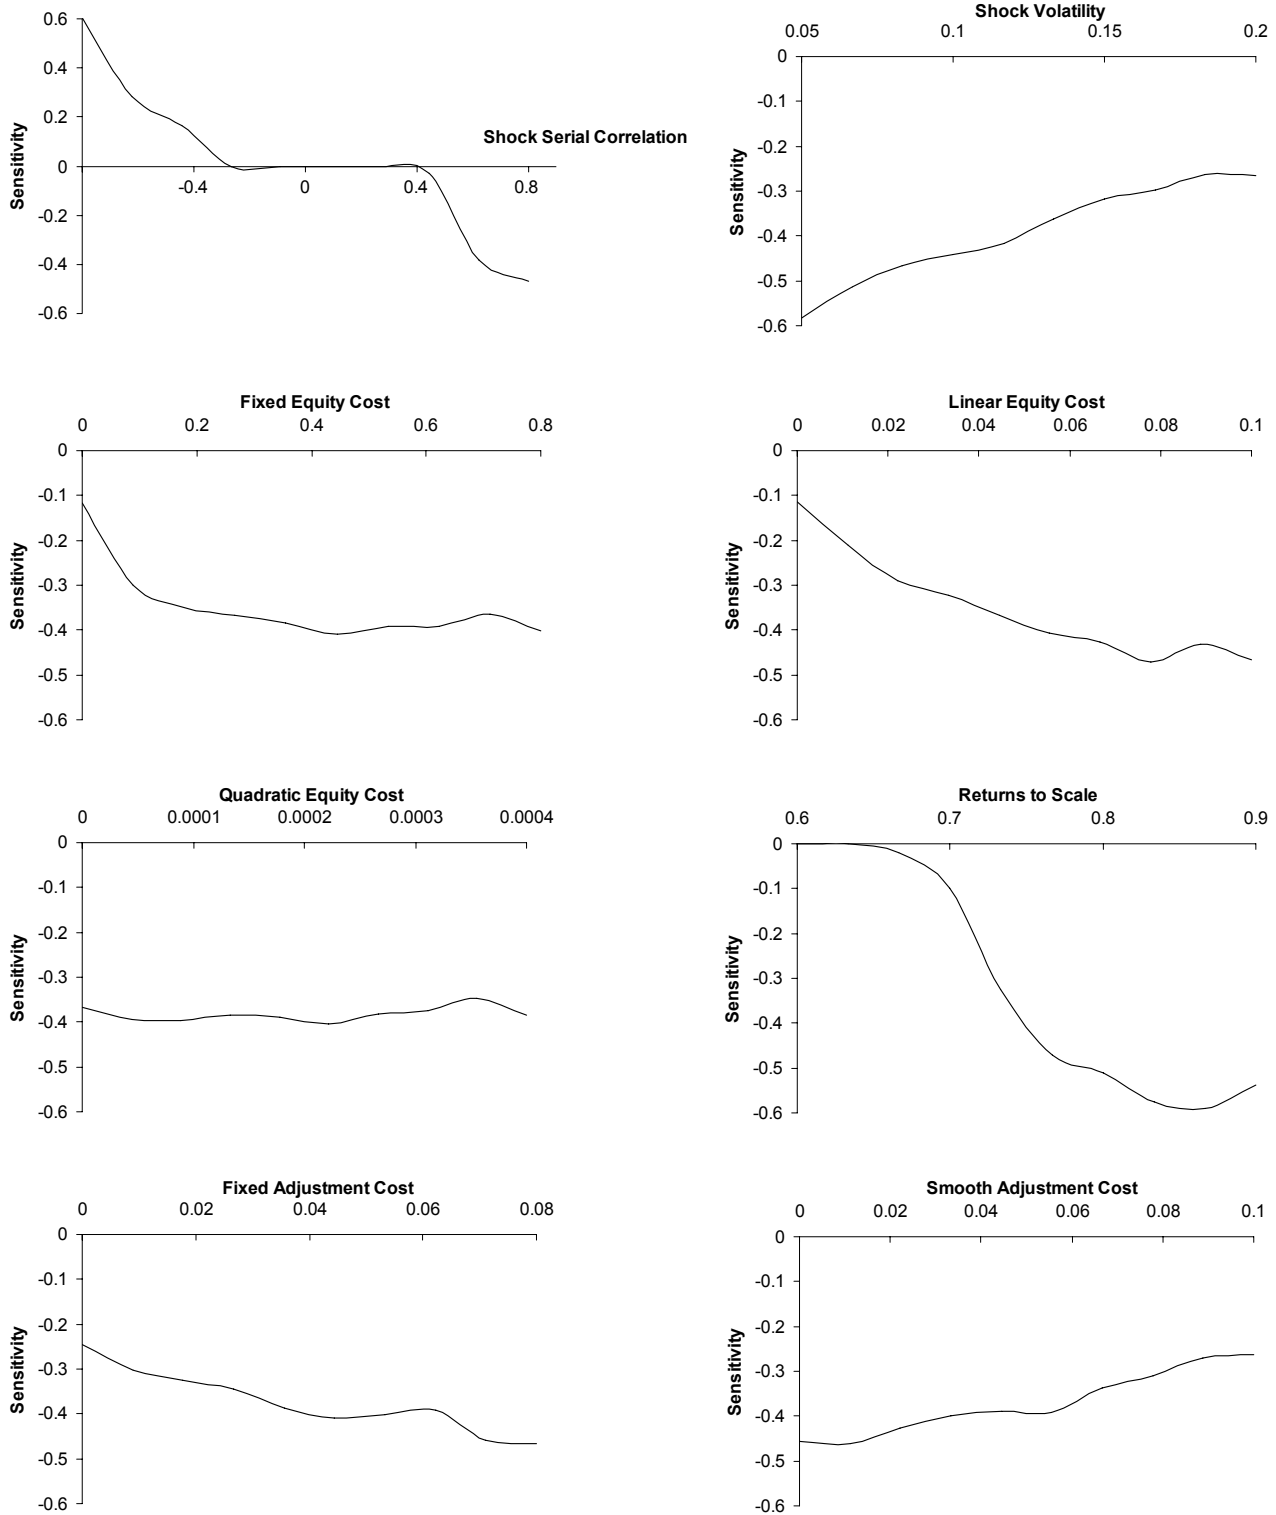 0.6
0.4
0.2
0
-0.2
-0.4
-0.6
Sensitivity
Shock Serial Correlation
-0.4 0 0.4 0.8
Shock Volatility
0.05 0.1 0.15 0.2
0
-0.1
-0.2
-0.3
-0.4
-0.5
-0.6
Sensitivity
Fixed Equity Cost
0 0.2 0.4 0.6 0.8
0
-0.1
-0.2
-0.3
-0.4
-0.5
-0.6
Sensitivity
Linear Equity Cost
0 0.02 0.04 0.06 0.08 0.1
0
-0.1
-0.2
-0.3
-0.4
-0.5
-0.6
Sensitivity
Quadratic Equity Cost
0 0.0001 0.0002 0.0003 0.0004
0
-0.1
-0.2
-0.3
-0.4
-0.5
-0.6
Sensitivity
Returns to Scale
0.6 0.7 0.8 0.9
0
-0.1
-0.2
-0.3
-0.4
-0.5
-0.6
Sensitivity
Fixed Adjustment Cost
0 0.02 0.04 0.06 0.08
0
-0.1
-0.2
-0.3
-0.4
-0.5
-0.6
Sensitivity
Smooth Adjustment Cost
0 0.02 0.04 0.06 0.08 0.1
0
-0.1
-0.2
-0.3
-0.4
-0.5
-0.6
Sensitivity